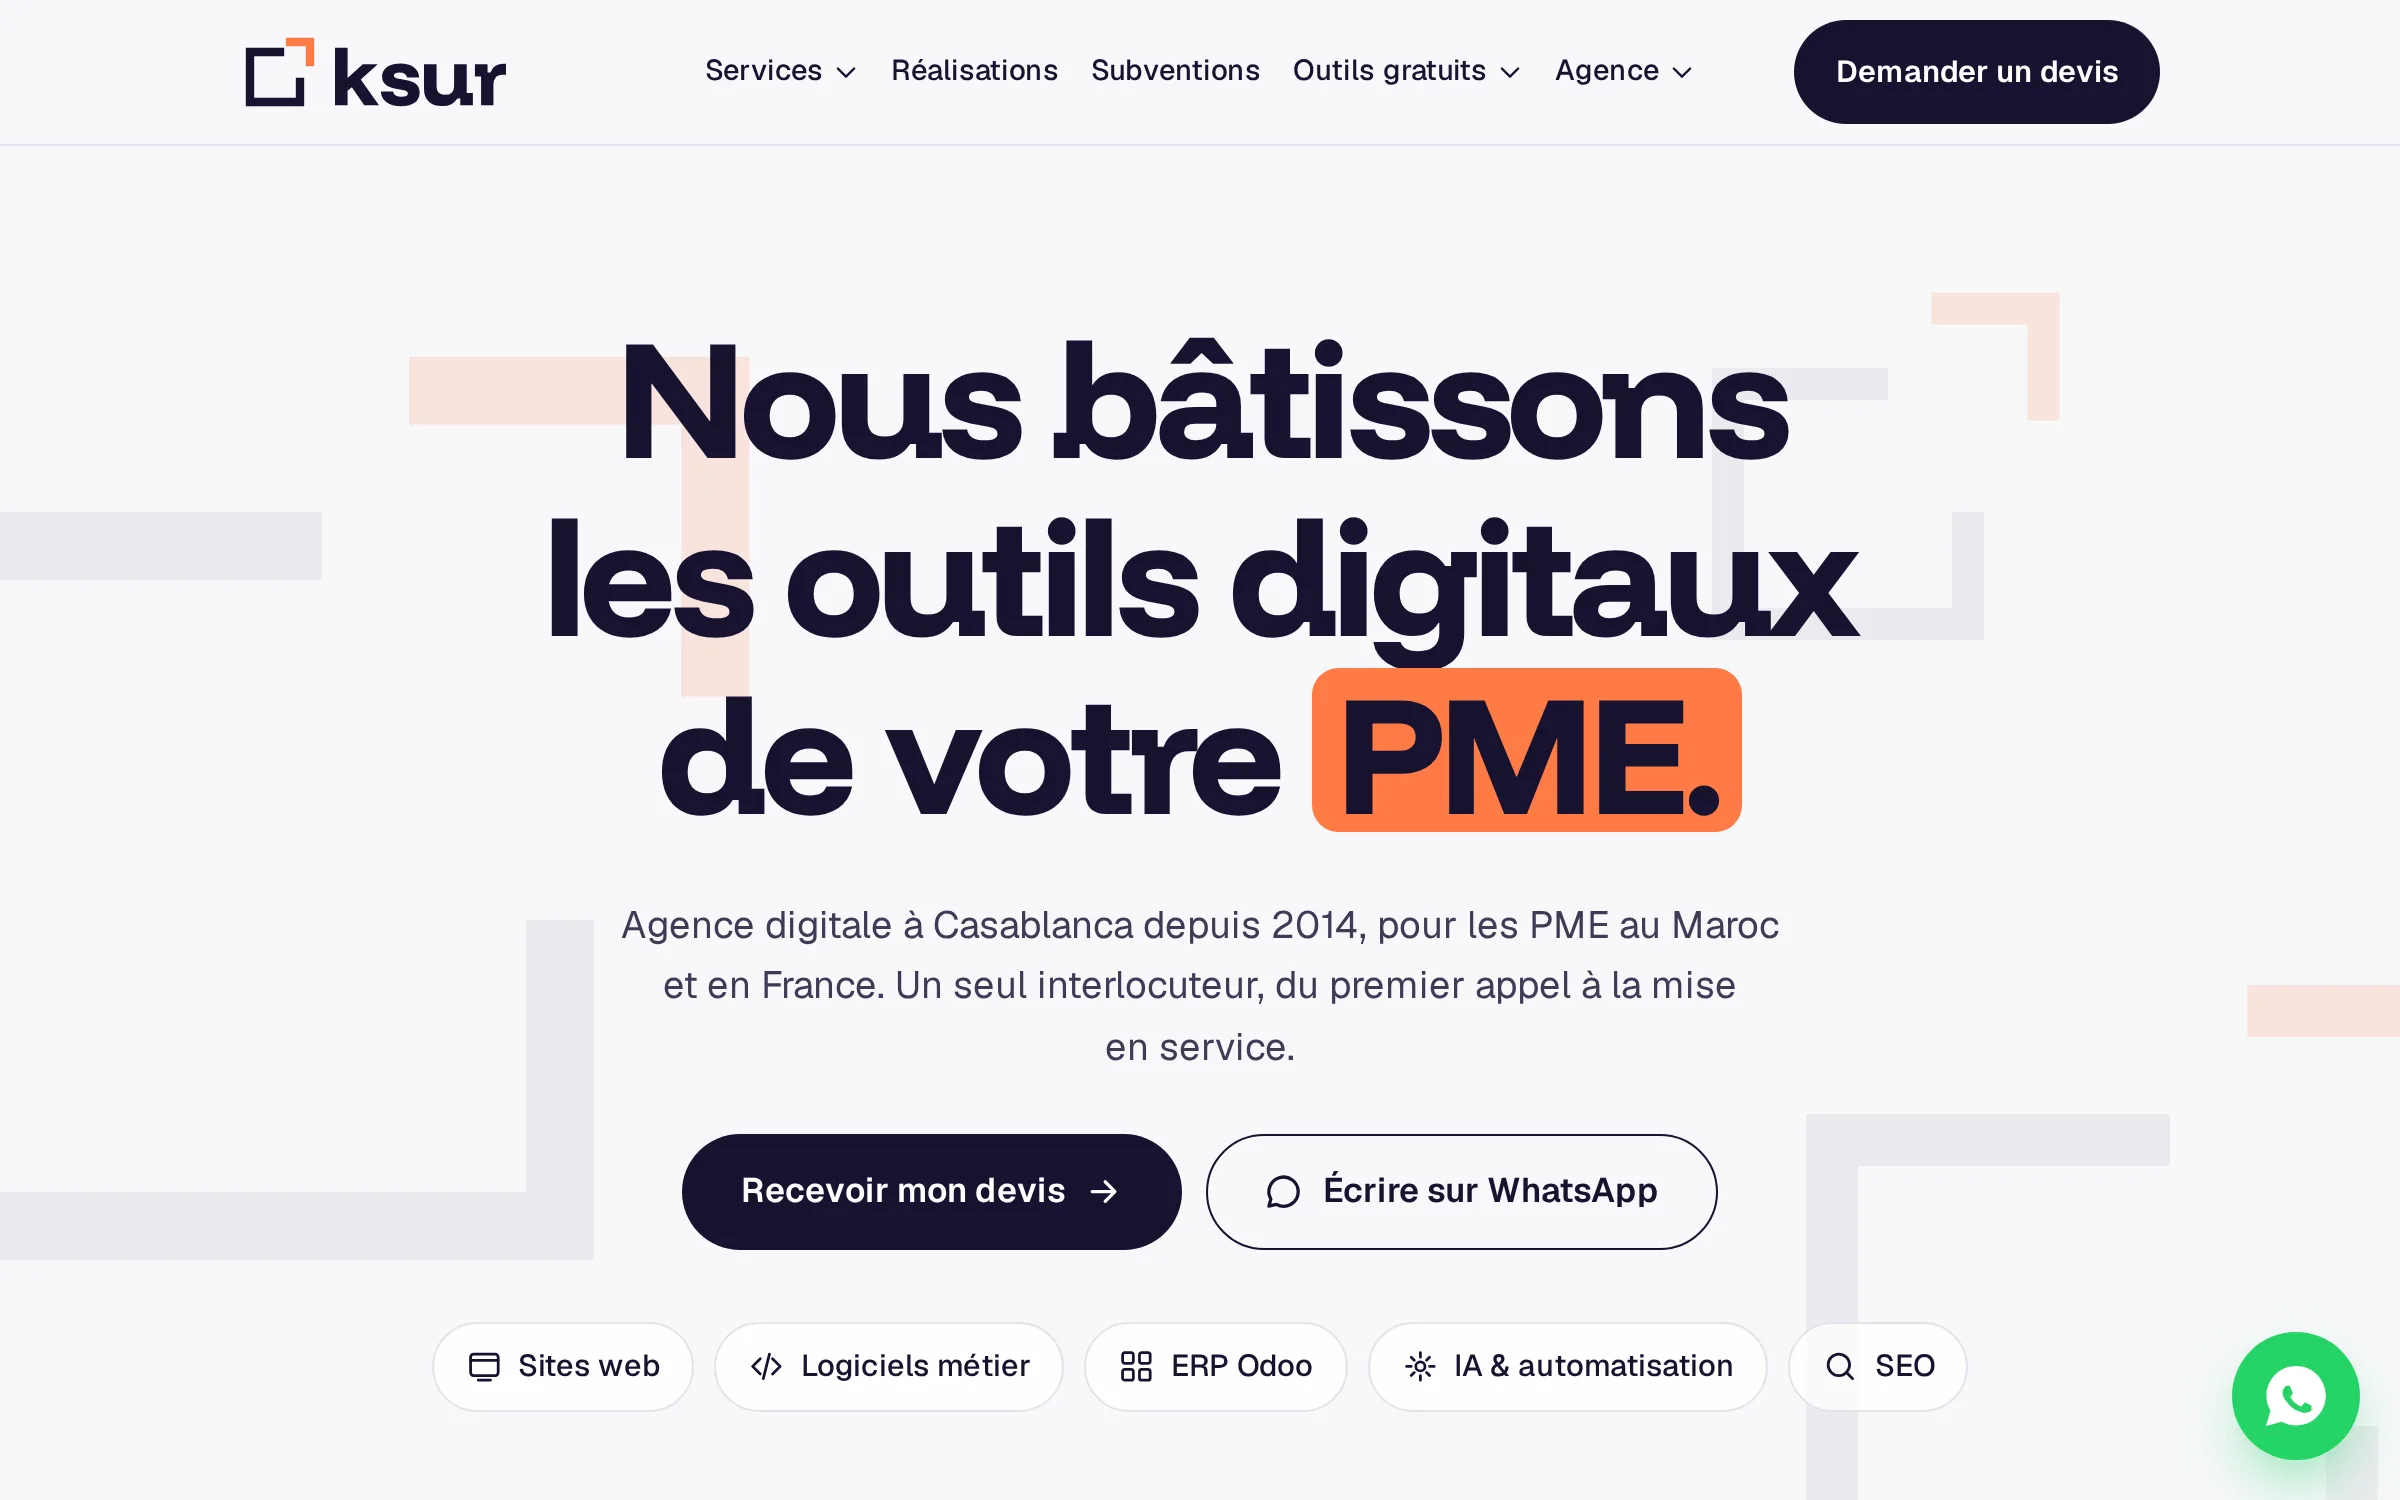 ksur
Services
Réalisations
Subventions
Outils gratuits
Agence
Demander un devis
Nous bâtissons
les outils digitaux
de votre PME.
Agence digitale à Casablanca depuis 2014, pour les PME au Maroc
et en France. Un seul interlocuteur, du premier appel à la mise
en service.
Recevoir mon devis
Écrire sur WhatsApp
Sites web
Logiciels métier
ERP Odoo
IA & automatisation
SEO